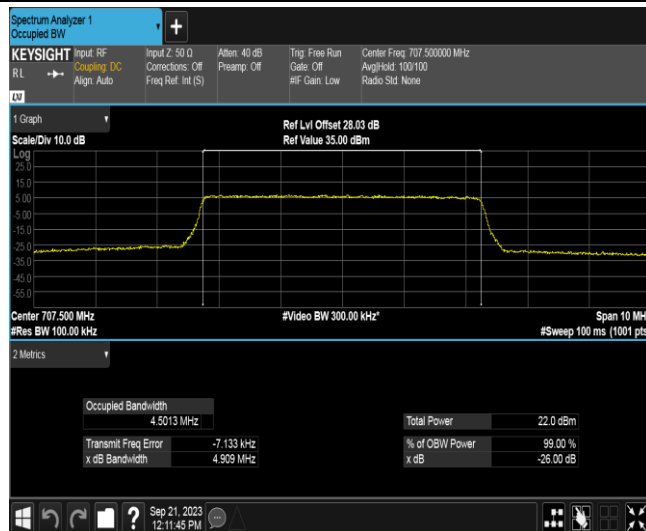 Spectrum Analyzer 1
Occupied BW
+
KEYSIGHT
RL
Input: RF
Coupling: DC
Align: Auto
Input Z: 50 Ω
Corrections: Off
Freq Ref: Int (S)
Atten: 40 dB
Preamp: Off
Trig: Free Run
Gate: Off
#IF Gain: Low
Center Freq: 707.500000 MHz
Avg|Hold: 100/100
Radio Std: None
1 Graph
Scale/Div 10.0 dB
Ref Lvl Offset 28.03 dB
Ref Value 35.00 dBm
Log
25.0
15.0
5.00
-5.00
-15.0
-25.0
-35.0
-45.0
-55.0
Center 707.500 MHz
#Video BW 300.00 kHz*
Span 10 MH
#Res BW 100.00 kHz
#Sweep 100 ms (1001 pts
2 Metrics
Occupied Bandwidth
4.5013 MHz
Total Power 22.0 dBm
Transmit Freq Error -7.133 kHz
% of OBW Power 99.00 %
x dB Bandwidth 4.909 MHz
x dB -26.00 dB
?
Sep 21, 2023
12:11:45 PM